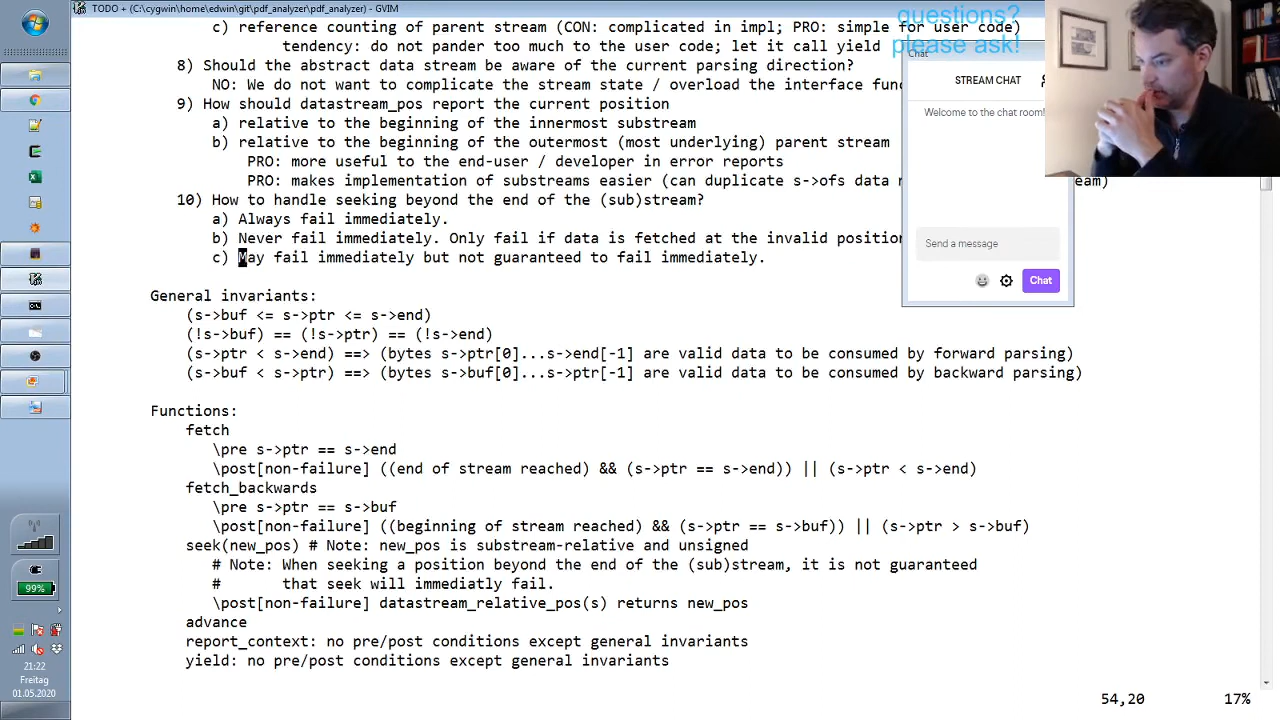 TODO + (C:\cygwin\home\edwin\git\pdf_analyzer\pdf_analyzer) - GVIM
questions?
please ask!
c) reference counting of parent stream (CON: complicated in impl; PRO: simple for user code)
tendency: do not pander too much to the user code; let it call yield
8) Should the abstract data stream be aware of the current parsing direction?
NO: We do not want to complicate the stream state / overload the interface func
9) How should datastream_pos report the current position
a) relative to the beginning of the innermost substream
b) relative to the beginning of the outermost (most underlying) parent stream
PRO: more useful to the end-user / developer in error reports
PRO: makes implementation of substreams easier (can duplicate s->ofs data
10) How to handle seeking beyond the end of the (sub)stream?
a) Always fail immediately.
b) Never fail immediately. Only fail if data is fetched at the invalid position
c) May fail immediately but not guaranteed to fail immediately.
General invariants:
(s->buf <= s->ptr <= s->end)
(!s->buf) == (!s->ptr) == (!s->end)
(s->ptr < s->end) ==> (bytes s->ptr[0]...s->end[-1] are valid data to be consumed by forward parsing)
(s->buf < s->ptr) ==> (bytes s->buf[0]...s->ptr[-1] are valid data to be consumed by backward parsing)
Functions:
fetch
\pre s->ptr == s->end
\post[non-failure] ((end of stream reached) && (s->ptr == s->end)) || (s->ptr < s->end)
fetch_backwards
\pre s->ptr == s->buf
\post[non-failure] ((beginning of stream reached) && (s->ptr == s->buf)) || (s->ptr > s->buf)
seek(new_pos) # Note: new_pos is substream-relative and unsigned
# Note: When seeking a position beyond the end of the (sub)stream, it is not guaranteed
# that seek will immediatly fail.
\post[non-failure] datastream_relative_pos(s) returns new_pos
advance
report_context: no pre/post conditions except general invariants
yield: no pre/post conditions except general invariants
54,20 17%
Chat
STREAM CHAT
Welcome to the chat room!
Send a message
Chat
99%
21:22
Freitag
01.05.2020